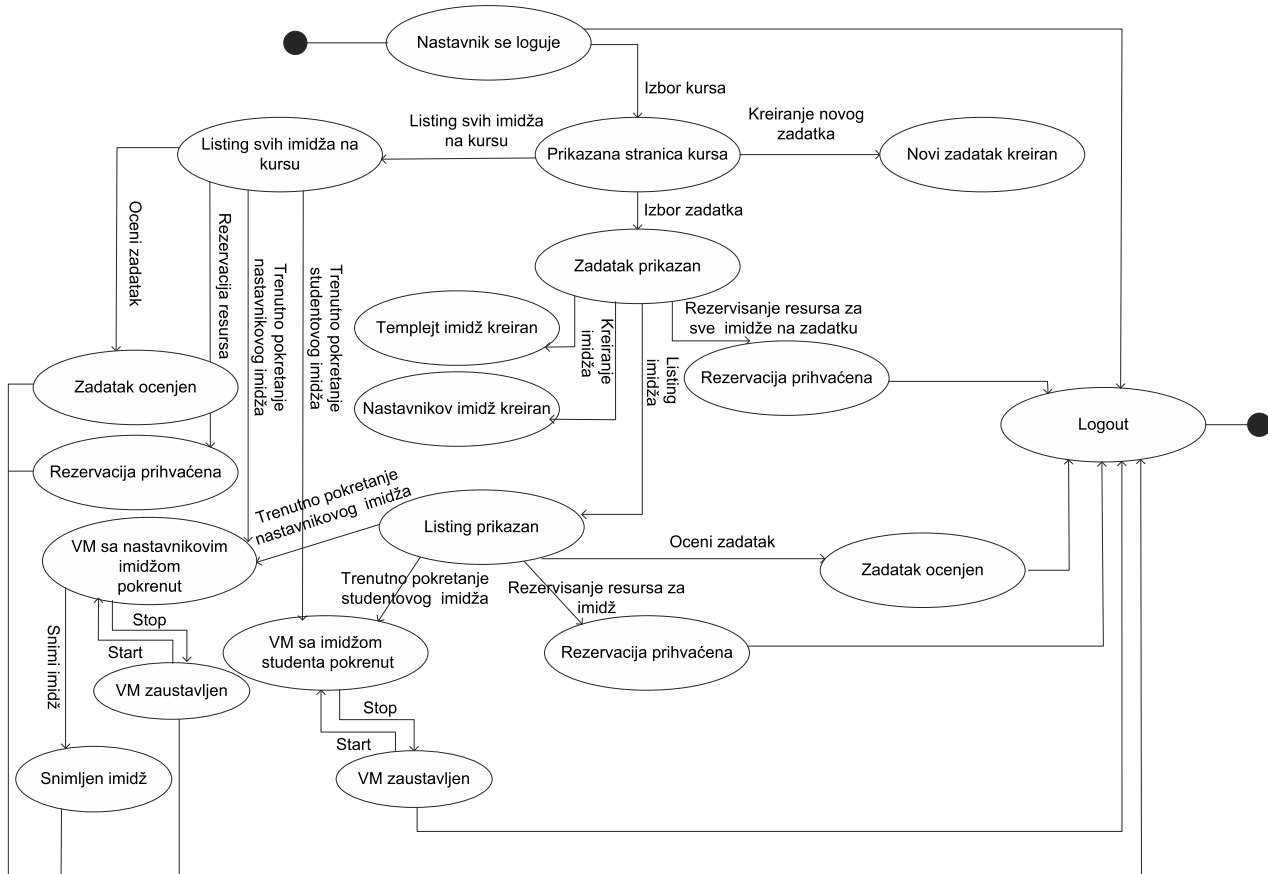 Nastavnik se loguje
Izbor kursa
Kreiranje novog
zadatka
Listing svih imidža
na kursu
Listing svih imidža na
kursu
Prikazana stranica kursa
Novi zadatak kreiran
Izbor zadatka
Oceni zadatak
Rezervacija resursa
Trenutno pokretanje
nastavnikovog imidža
Trenutno pokretanje
studentovog imidža
Zadatak prikazan
Templejt imidž kreiran
Kreiranje
imidža
Listing
imidža
Rezervisanje resursa za
sve imidže na zadatku
Zadatak ocenjen
Nastavnikov imidž kreiran
Rezervacija prihvaćena
Logout
Rezervacija prihvaćena
Trenutno pokretanje
nastavnikovog imidža
Listing prikazan
Oceni zadatak
VM sa nastavnikovim
imidžom
pokrenut
Trenutno pokretanje
studentovog imidža
Rezervisanje resursa za
imidž
Zadatak ocenjen
Stop
Start
Snimi imidž
VM sa imidžom
studenta pokrenut
Rezervacija prihvaćena
VM zaustavljen
Stop
Start
Snimljen imidž
VM zaustavljen